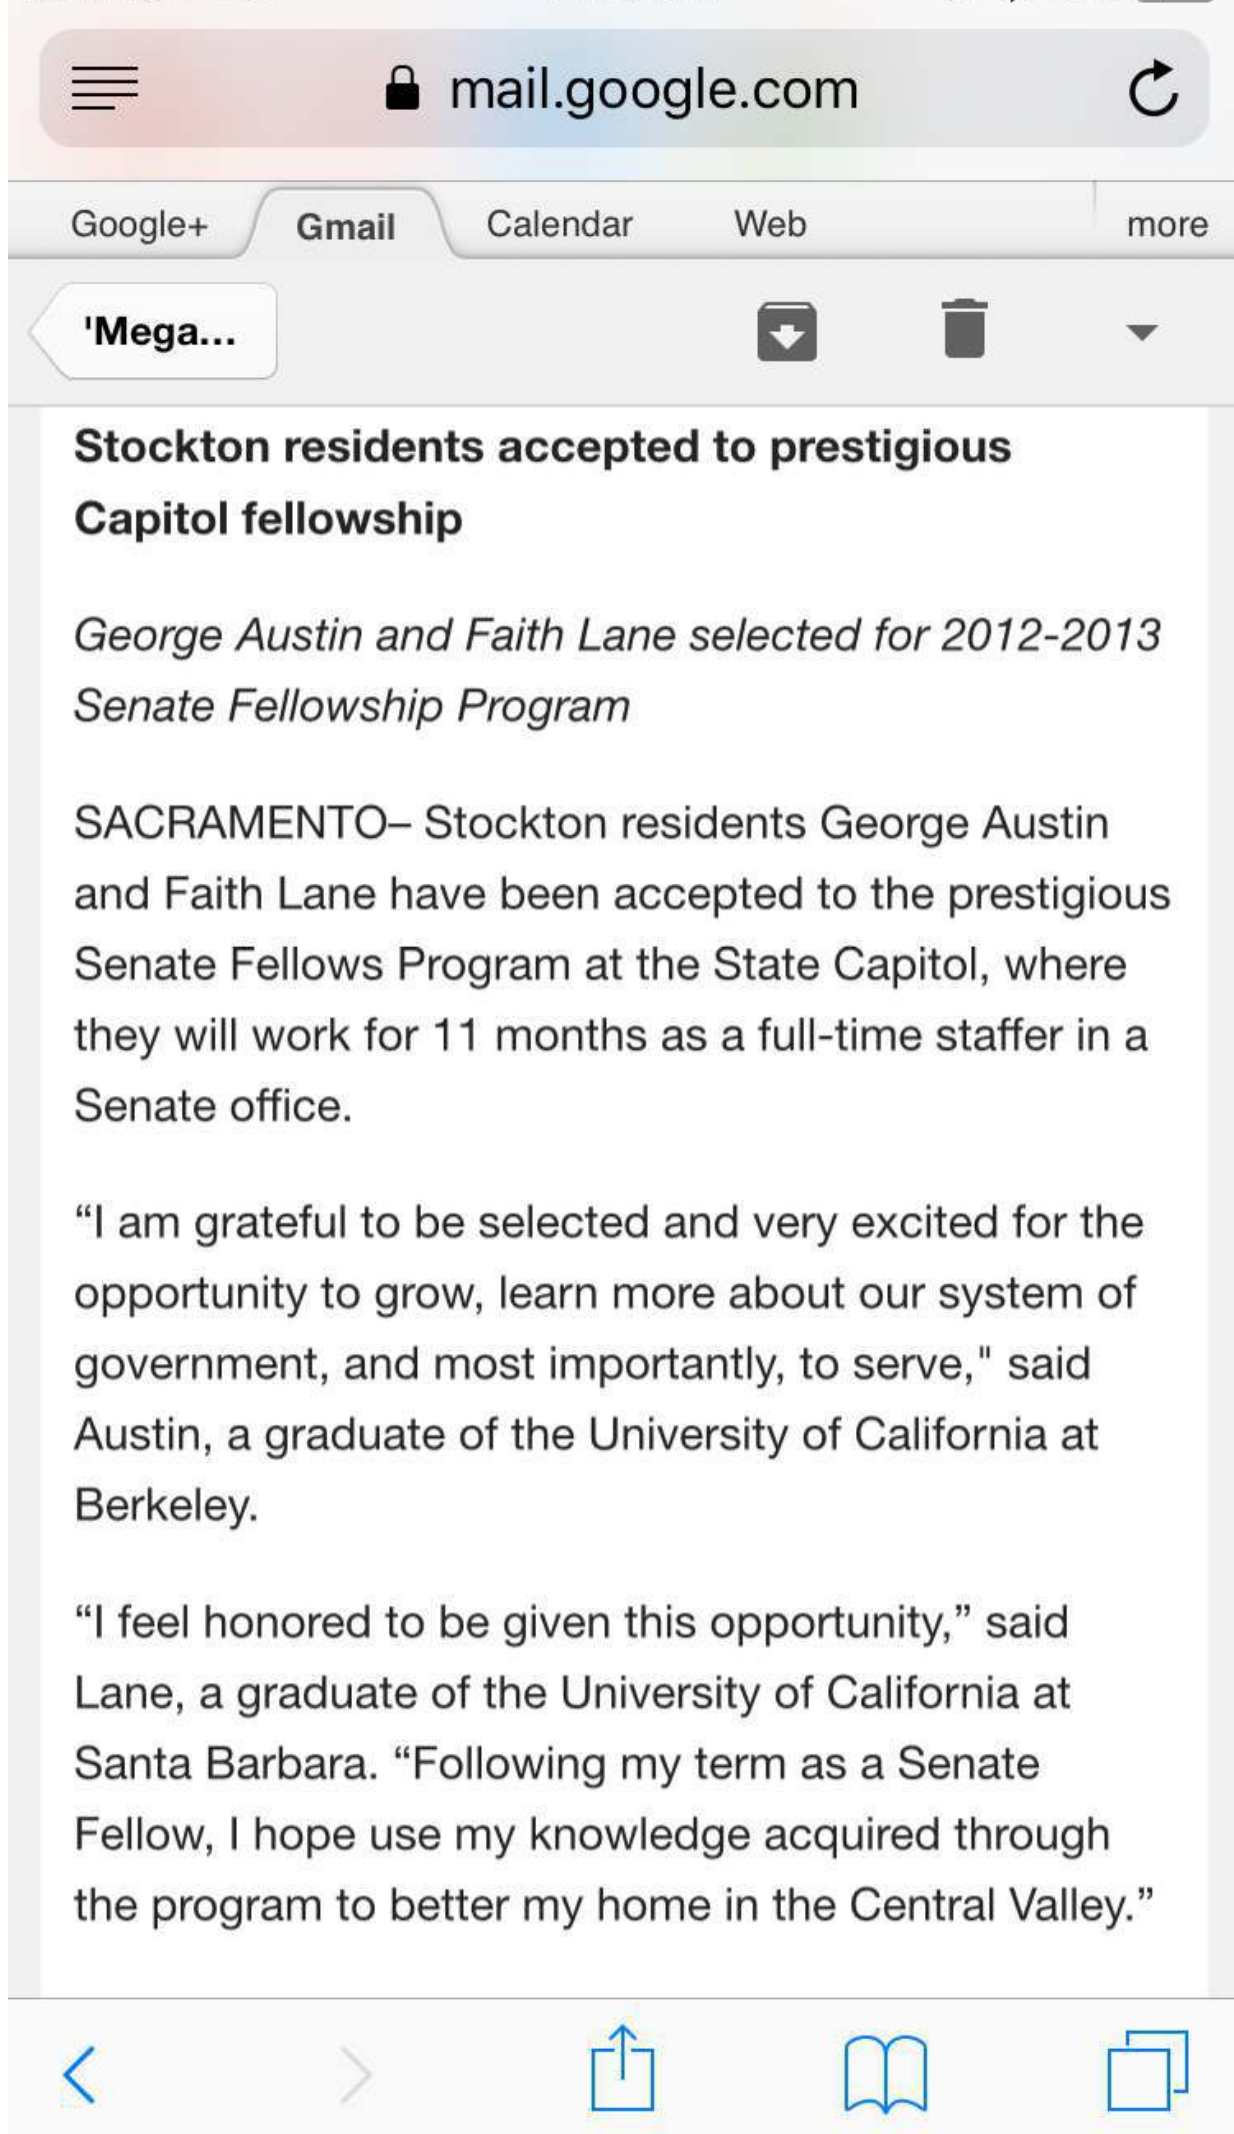 mail.google.com
Google+ Gmail Calendar Web more
'Mega...
Stockton residents accepted to prestigious
Capitol fellowship
George Austin and Faith Lane selected for 2012-2013
Senate Fellowship Program
SACRAMENTO– Stockton residents George Austin
and Faith Lane have been accepted to the prestigious
Senate Fellows Program at the State Capitol, where
they will work for 11 months as a full-time staffer in a
Senate office.
“I am grateful to be selected and very excited for the
opportunity to grow, learn more about our system of
government, and most importantly, to serve," said
Austin, a graduate of the University of California at
Berkeley.
“I feel honored to be given this opportunity,” said
Lane, a graduate of the University of California at
Santa Barbara. “Following my term as a Senate
Fellow, I hope use my knowledge acquired through
the program to better my home in the Central Valley.”